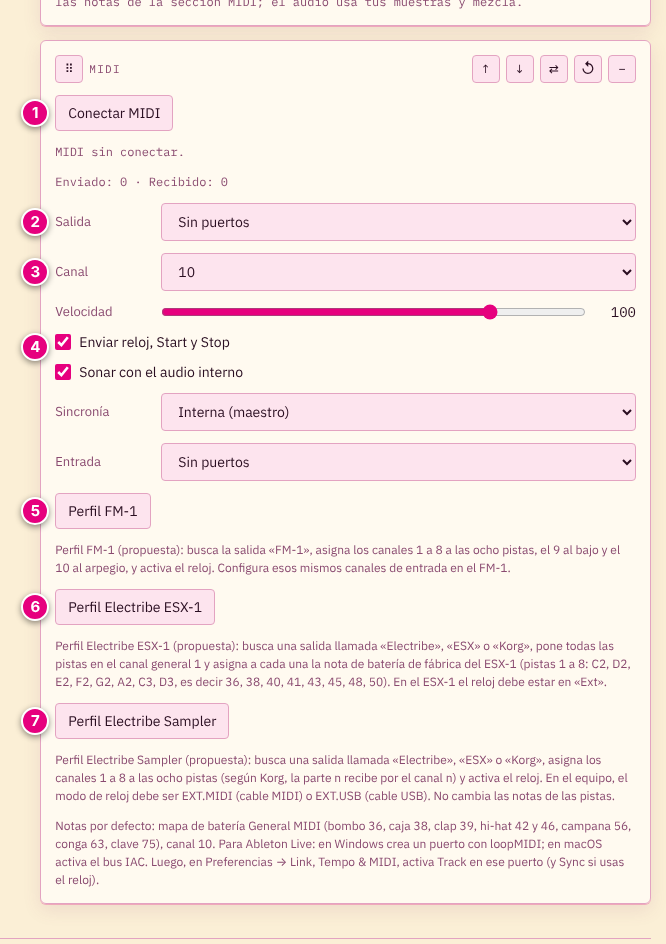 las notas de la sección MIDI; el audio usa tus muestras y mezcla.
MIDI
↑ ↓ ⇄ ↺ −
1 Conectar MIDI
MIDI sin conectar.
Enviado: 0 · Recibido: 0
2 Salida Sin puertos
3 Canal 10
Velocidad 100
4 Enviar reloj, Start y Stop
Sonar con el audio interno
Sincronía Interna (maestro)
Entrada Sin puertos
5 Perfil FM-1
Perfil FM-1 (propuesta): busca la salida «FM-1», asigna los canales 1 a 8 a las ocho pistas, el 9 al bajo y el
10 al arpegio, y activa el reloj. Configura esos mismos canales de entrada en el FM-1.
6 Perfil Electribe ESX-1
Perfil Electribe ESX-1 (propuesta): busca una salida llamada «Electribe», «ESX» o «Korg», pone todas las
pistas en el canal general 1 y asigna a cada una la nota de batería de fábrica del ESX-1 (pistas 1 a 8: C2, D2,
E2, F2, G2, A2, C3, D3, es decir 36, 38, 40, 41, 43, 45, 48, 50). En el ESX-1 el reloj debe estar en «Ext».
7 Perfil Electribe Sampler
Perfil Electribe Sampler (propuesta): busca una salida llamada «Electribe», «ESX» o «Korg», asigna los
canales 1 a 8 a las ocho pistas (según Korg, la parte n recibe por el canal n) y activa el reloj. En el equipo, el
modo de reloj debe ser EXT.MIDI (cable MIDI) o EXT.USB (cable USB). No cambia las notas de las pistas.
Notas por defecto: mapa de batería General MIDI (bombo 36, caja 38, clap 39, hi-hat 42 y 46, campana 56,
conga 63, clave 75), canal 10. Para Ableton Live: en Windows crea un puerto con loopMIDI; en macOS
activa el bus IAC. Luego, en Preferencias → Link, Tempo & MIDI, activa Track en ese puerto (y Sync si usas
el reloj).